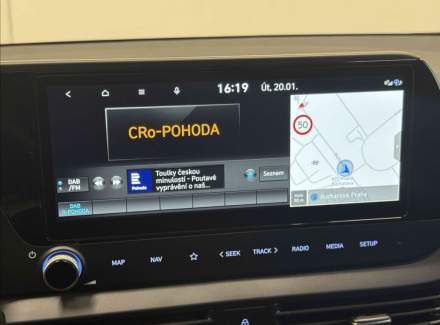 16:19 Út, 20.01.
50
CRo-POHODA
DAB
/FM
Pohoda
Toulky českou
minulostí - Poutavé
vyprávění o naš...
Seznam
DAB
R-POHODA
Bucharova, Praha
MAP NAV < SEEK TRACK > RADIO MEDIA SETUP